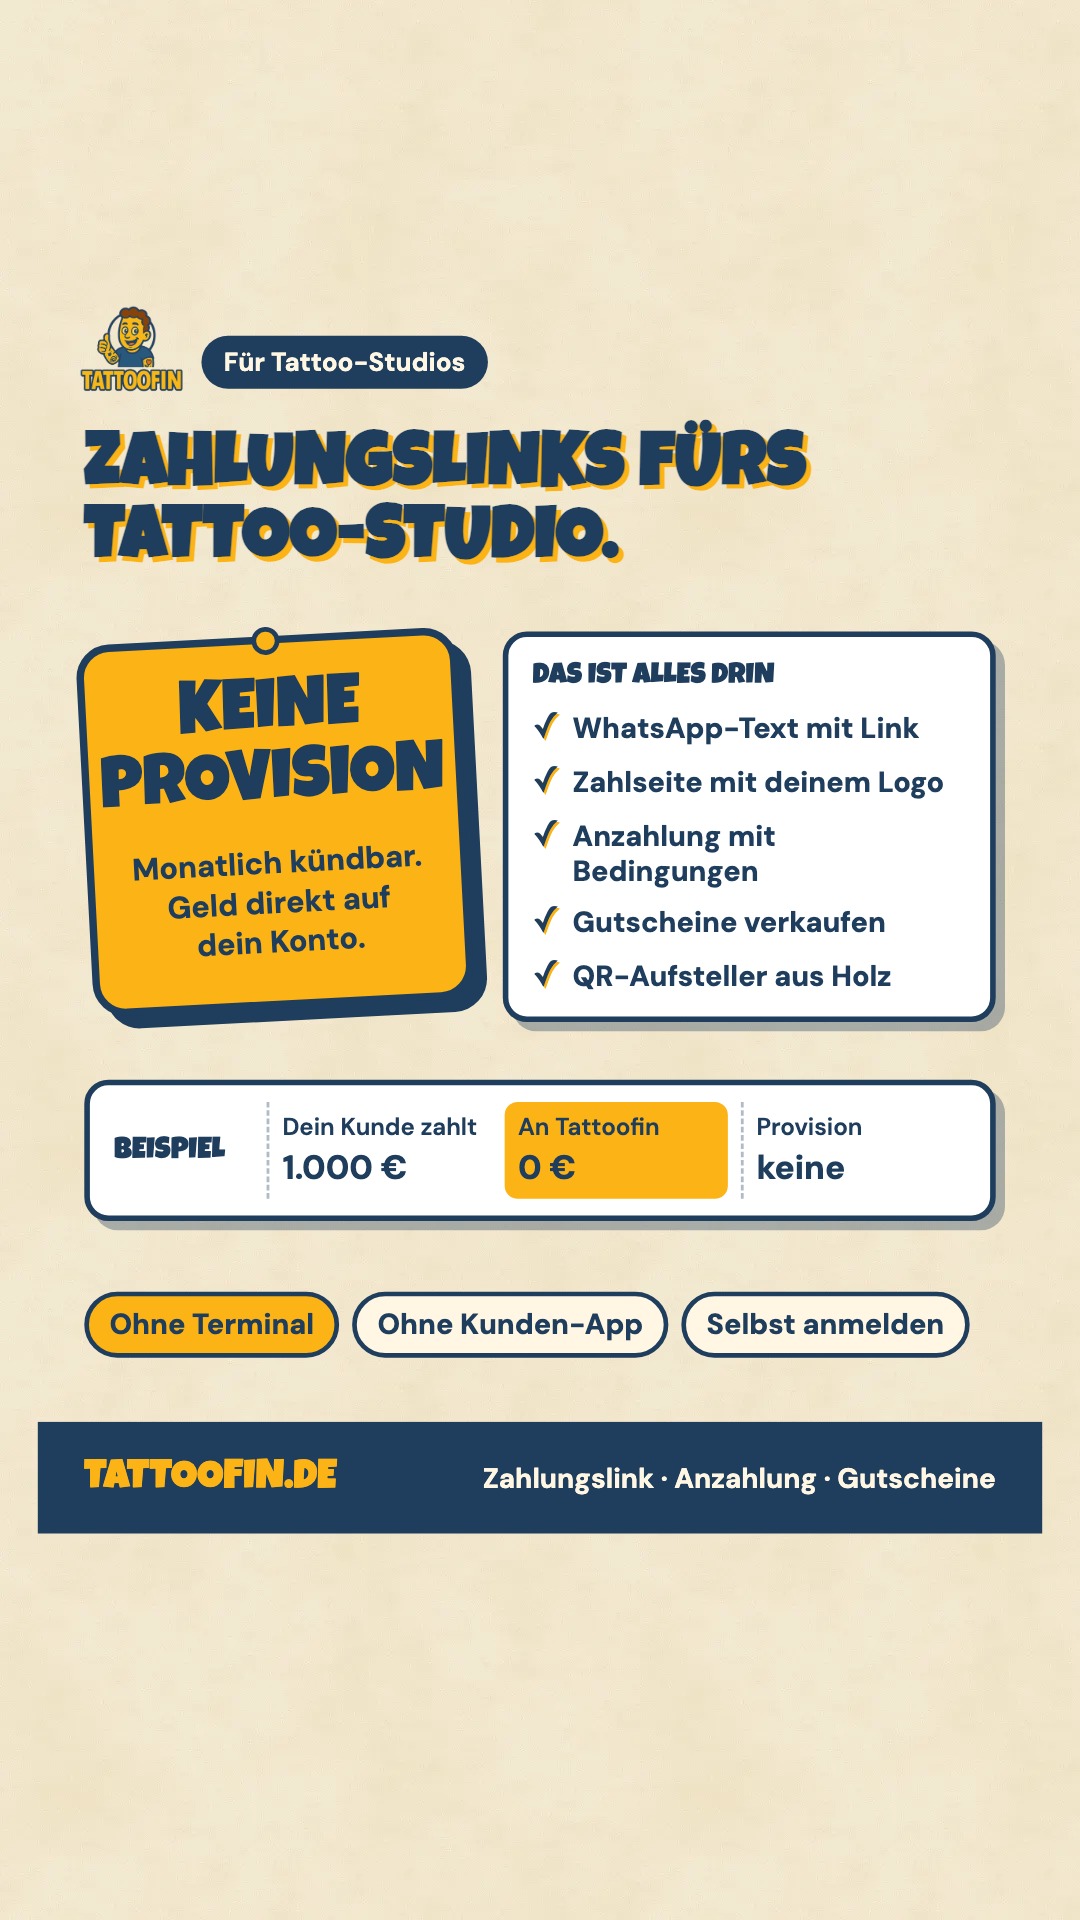 TATTOOFIN
Für Tattoo-Studios
ZAHLUNGSLINKS FÜRS
TATTOO-STUDIO.
KEINE
PROVISION
Monatlich kündbar.
Geld direkt auf
dein Konto.
DAS IST ALLES DRIN
✓ WhatsApp-Text mit Link
✓ Zahlseite mit deinem Logo
✓ Anzahlung mit
Bedingungen
✓ Gutscheine verkaufen
✓ QR-Aufsteller aus Holz
BEISPIEL
Dein Kunde zahlt
1.000 €
An Tattoofin
0 €
Provision
keine
Ohne Terminal
Ohne Kunden-App
Selbst anmelden
TATTOOFIN.DE
Zahlungslink · Anzahlung · Gutscheine